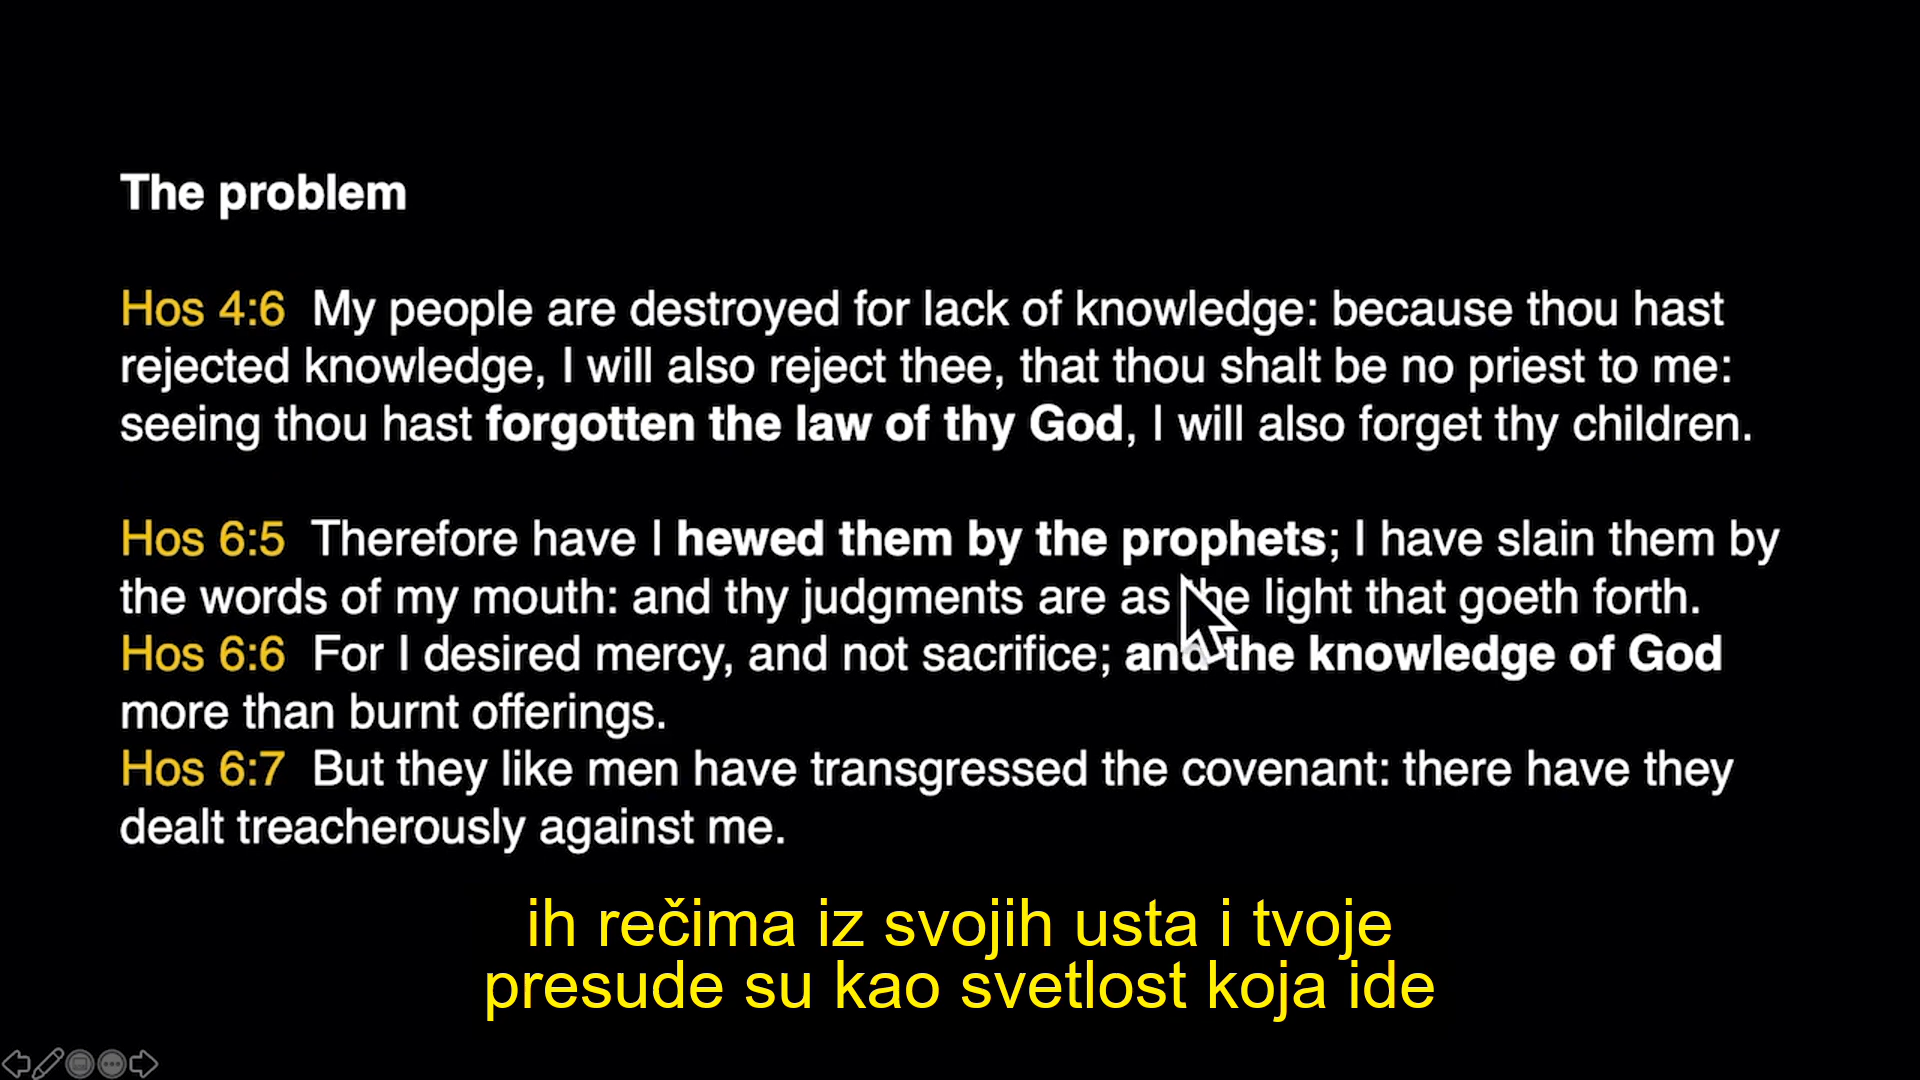 The problem
Hos 4:6 My people are destroyed for lack of knowledge: because thou hast
rejected knowledge, I will also reject thee, that thou shalt be no priest to me:
seeing thou hast forgotten the law of thy God, I will also forget thy children.
Hos 6:5 Therefore have I hewed them by the prophets; I have slain them by
the words of my mouth: and thy judgments are as the light that goeth forth.
Hos 6:6 For I desired mercy, and not sacrifice; and the knowledge of God
more than burnt offerings.
Hos 6:7 But they like men have transgressed the covenant: there have they
dealt treacherously against me.
ih rečima iz svojih usta i tvoje
presude su kao svetlost koja ide